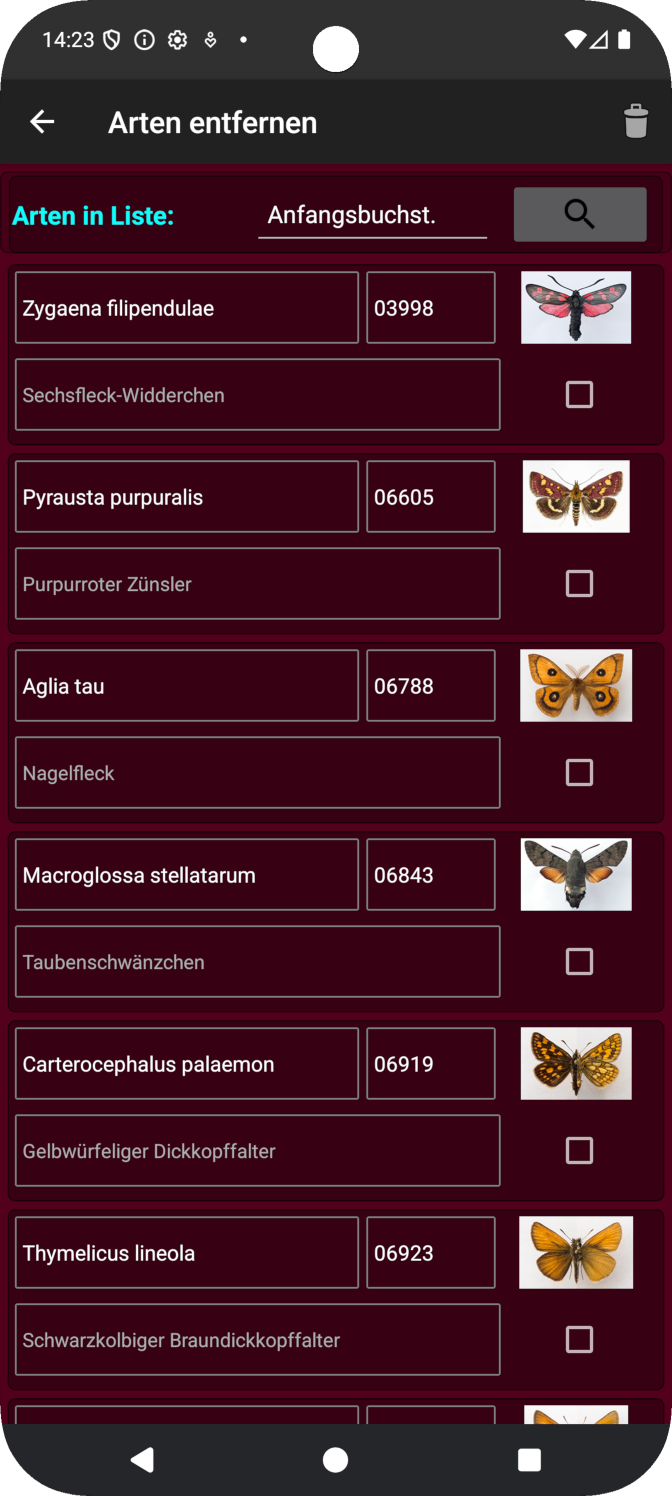 14:23
Arten entfernen
Arten in Liste: Anfangsbuchst.
Zygaena filipendulae 03998
Sechsfleck-Widderchen
Pyrausta purpuralis 06605
Purpurroter Zünsler
Aglia tau 06788
Nagelfleck
Macroglossa stellatarum 06843
Taubenschwänzchen
Carterocephalus palaemon 06919
Gelbwürfeliger Dickkopffalter
Thymelicus lineola 06923
Schwarzkolbiger Braundickkopffalter